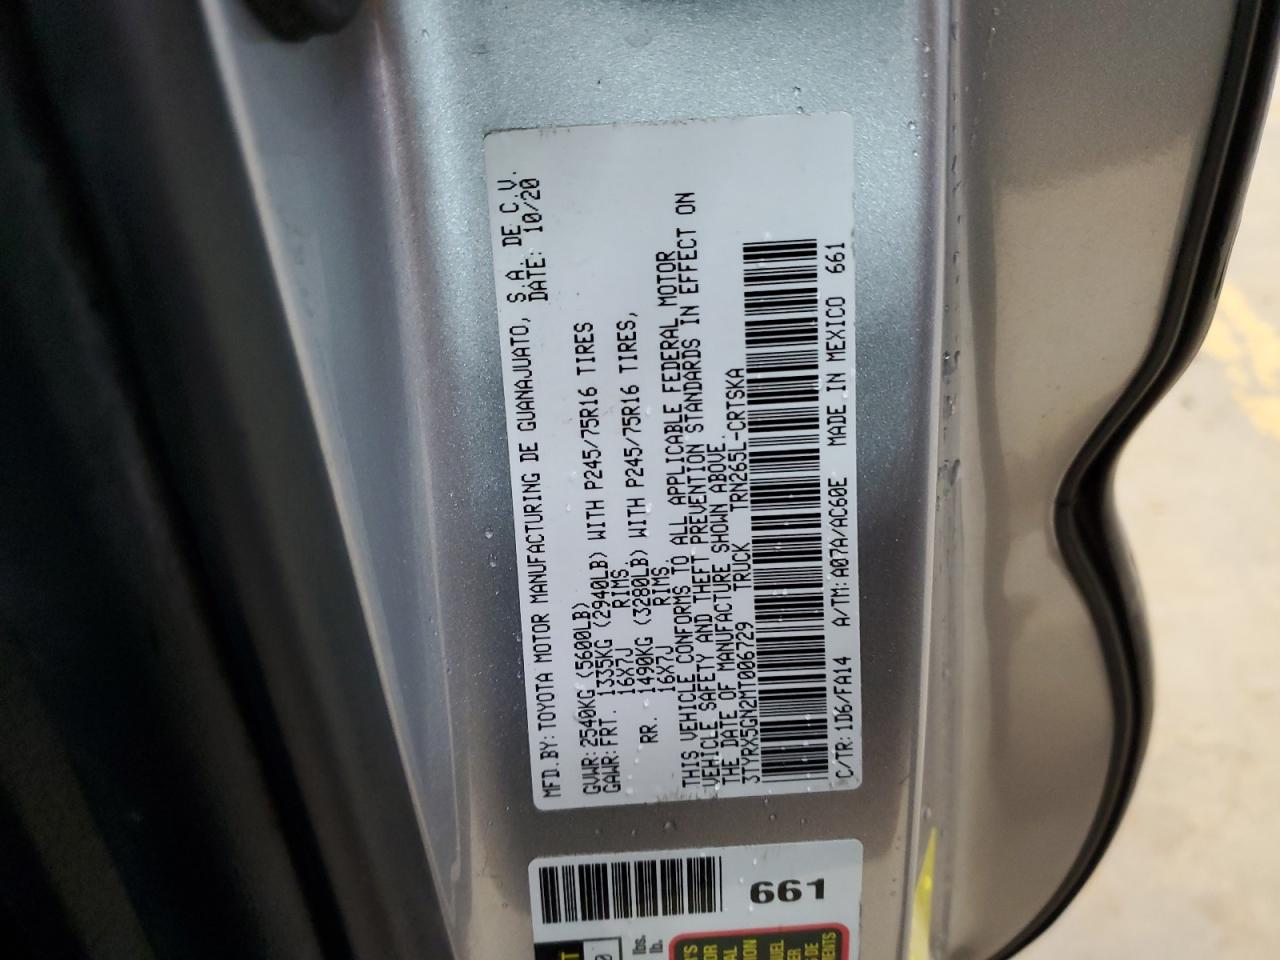 MFD.BY: TOYOTA MOTOR MANUFACTURING DE GUANAJUATO, S.A. DE C.V.
DATE: 10/20
GVWR: 2540KG (5600LB)
GAWR: FRT. 1335KG (2940LB) WITH P245/75R16 TIRES
16X7J RIMS.
RR. 1490KG (3280LB) WITH P245/75R16 TIRES,
16X7J RIMS.
THIS VEHICLE CONFORMS TO ALL APPLICABLE FEDERAL MOTOR
VEHICLE SAFETY AND THEFT PREVENTION STANDARDS IN EFFECT ON
THE DATE OF MANUFACTURE SHOWN ABOVE.
3TYRX5GN2MT006729 TRUCK TRN265L-CRTSKA
C/TR: 1D6/FA14 A/TM: A07A/AC60E MADE IN MEXICO 661
661
lbs.
lb.